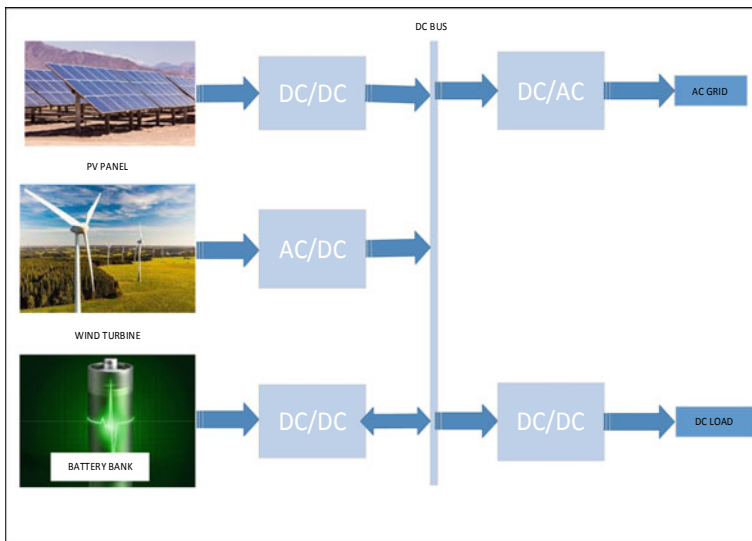 DC BUS
DC/DC
DC/AC
AC GRID
PV PANEL
AC/DC
WIND TURBINE
DC/DC
DC/DC
DC LOAD
BATTERY BANK